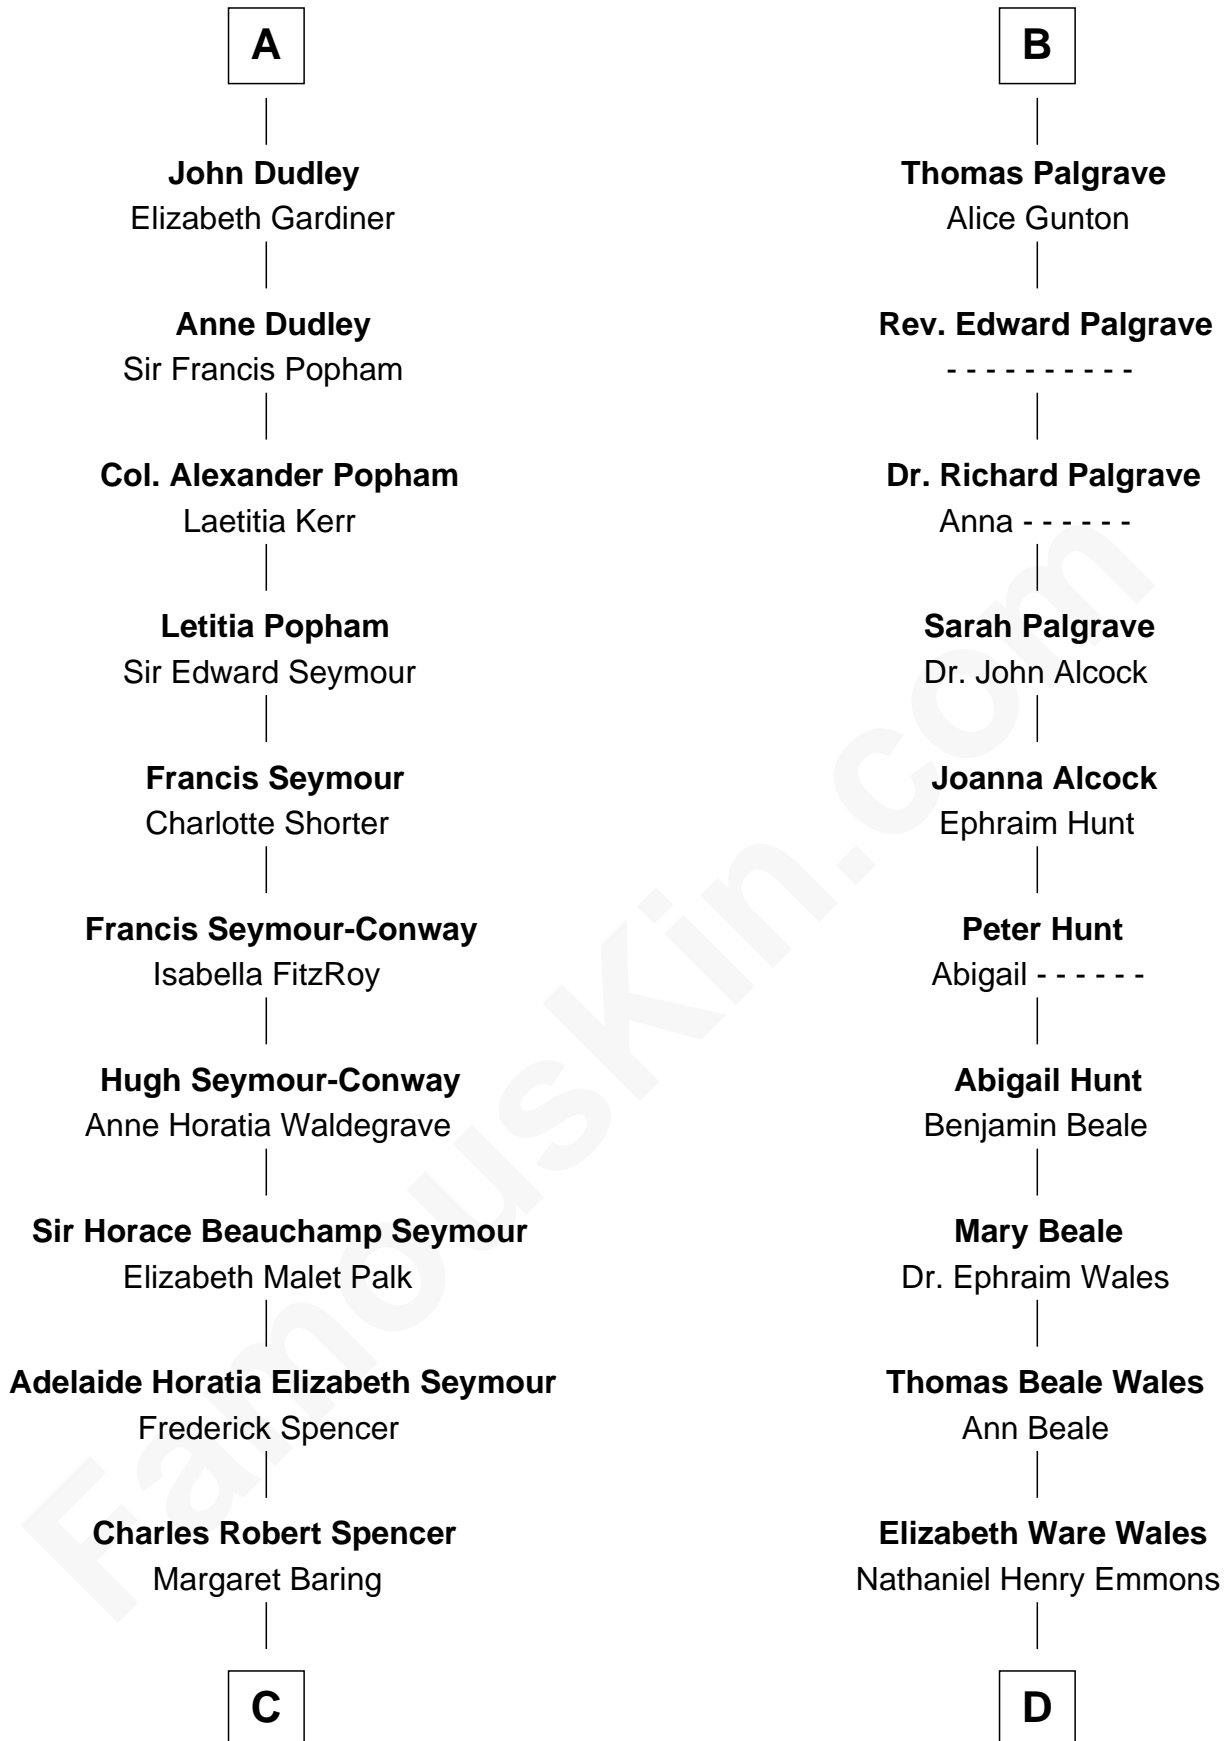 A
John Dudley
Elizabeth Gardiner
Anne Dudley
Sir Francis Popham
Col. Alexander Popham
Laetitia Kerr
Letitia Popham
Sir Edward Seymour
Francis Seymour
Charlotte Shorter
Francis Seymour-Conway
Isabella FitzRoy
Hugh Seymour-Conway
Anne Horatia Waldegrave
Sir Horace Beauchamp Seymour
Elizabeth Malet Palk
Adelaide Horatia Elizabeth Seymour
Frederick Spencer
Charles Robert Spencer
Margaret Baring
C
B
Thomas Palgrave
Alice Gunton
Rev. Edward Palgrave
- - - - - - - - - -
Dr. Richard Palgrave
Anna - - - - - -
Sarah Palgrave
Dr. John Alcock
Joanna Alcock
Ephraim Hunt
Peter Hunt
Abigail - - - - - -
Abigail Hunt
Benjamin Beale
Mary Beale
Dr. Ephraim Wales
Thomas Beale Wales
Ann Beale
Elizabeth Ware Wales
Nathaniel Henry Emmons
D
FamousKin.com